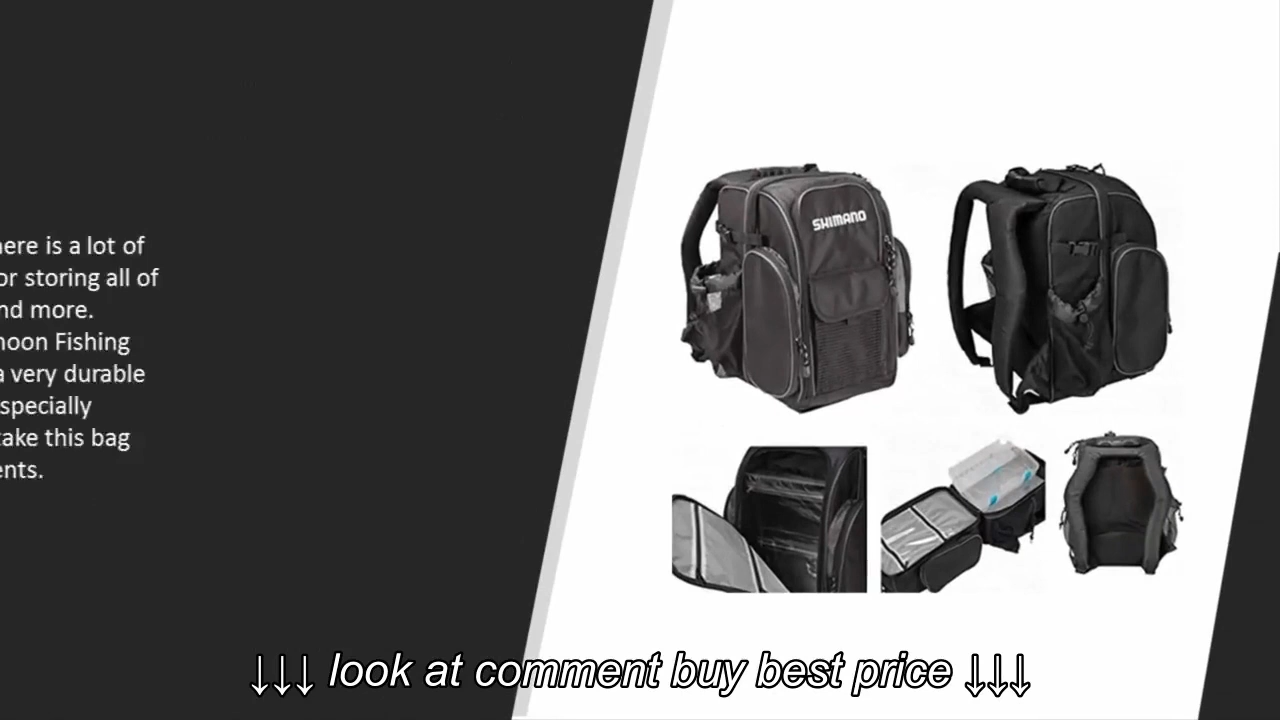 here is a lot of
or storing all of
nd more.
noon Fishing
a very durable
specially
take this bag
ents.
SHIMANO
↓↓↓ look at comment buy best price ↓↓↓